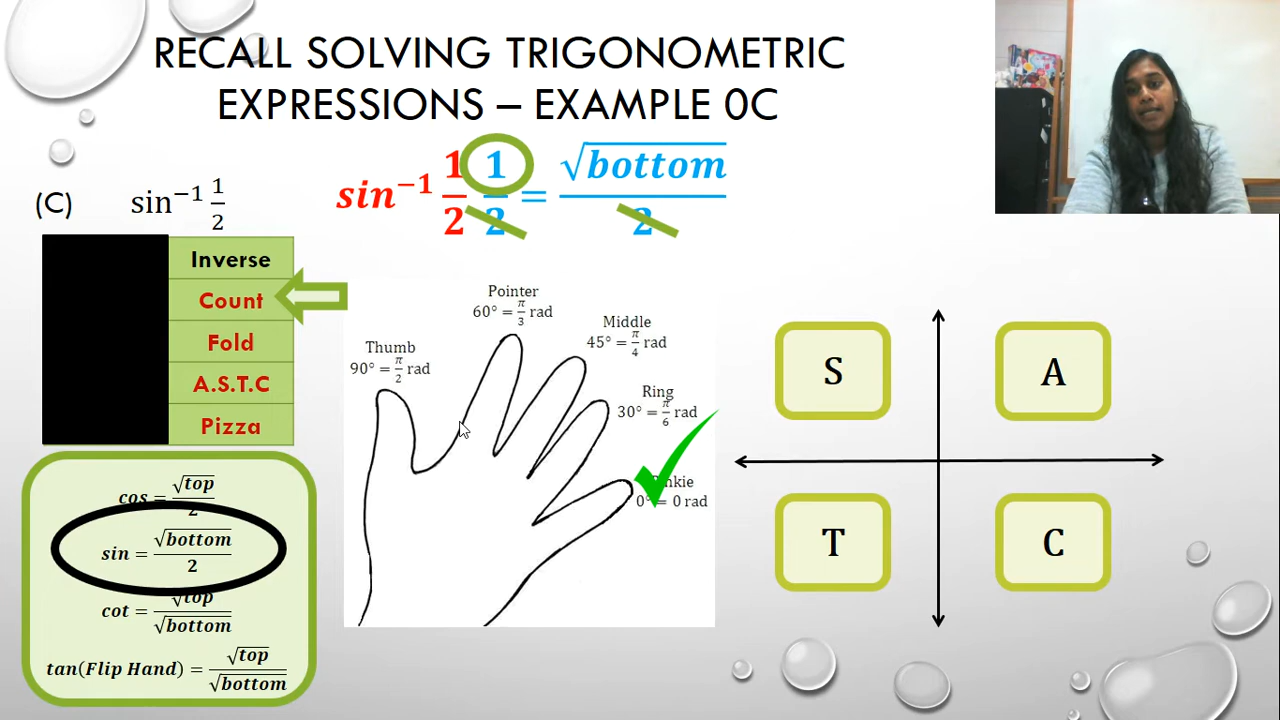 RECALL SOLVING TRIGONOMETRIC
EXPRESSIONS – EXAMPLE 0C
(C) sin⁻¹ 1/2
sin⁻¹ 1/2 1/2 = √bottom/2
Inverse
Count
Fold
A.S.T.C
Pizza
cos = √top/2
sin = √bottom/2
cot = √top/√bottom
tan(Flip Hand) = √top/√bottom
Thumb
90° = π/2 rad
Pointer
60° = π/3 rad
Middle
45° = π/4 rad
Ring
30° = π/6 rad
0° = 0 rad
S
A
T
C